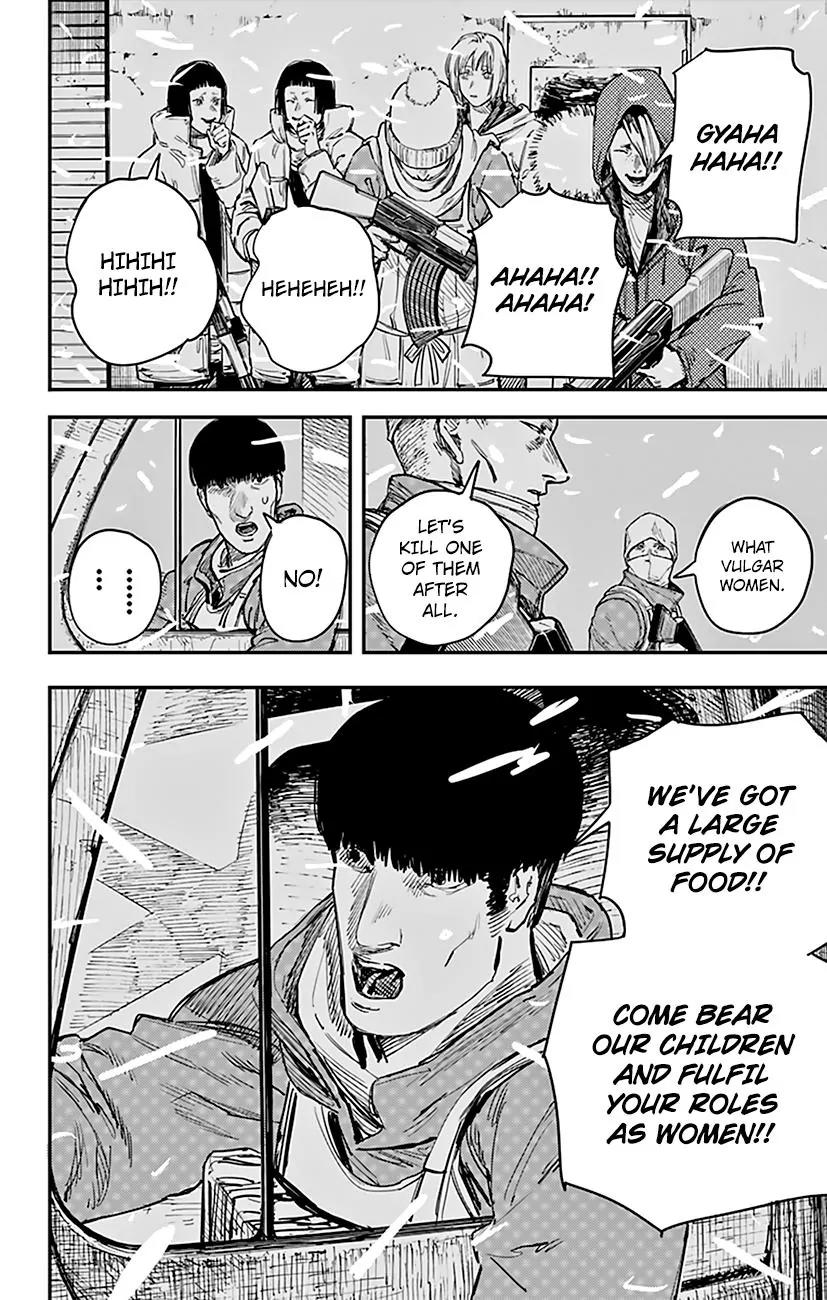 GYAHA
HAHA!!
AHAHA!!
AHAHA!
HEHEHEH!!
HIHIHI
HIHIH!!
WHAT
VULGAR
WOMEN.
LET'S
KILL ONE
OF THEM
AFTER
ALL.
NO!
... ...
WE'VE GOT
A LARGE
SUPPLY OF
FOOD!!
COME BEAR
OUR CHILDREN
AND FULFIL
YOUR ROLES
AS WOMEN!!